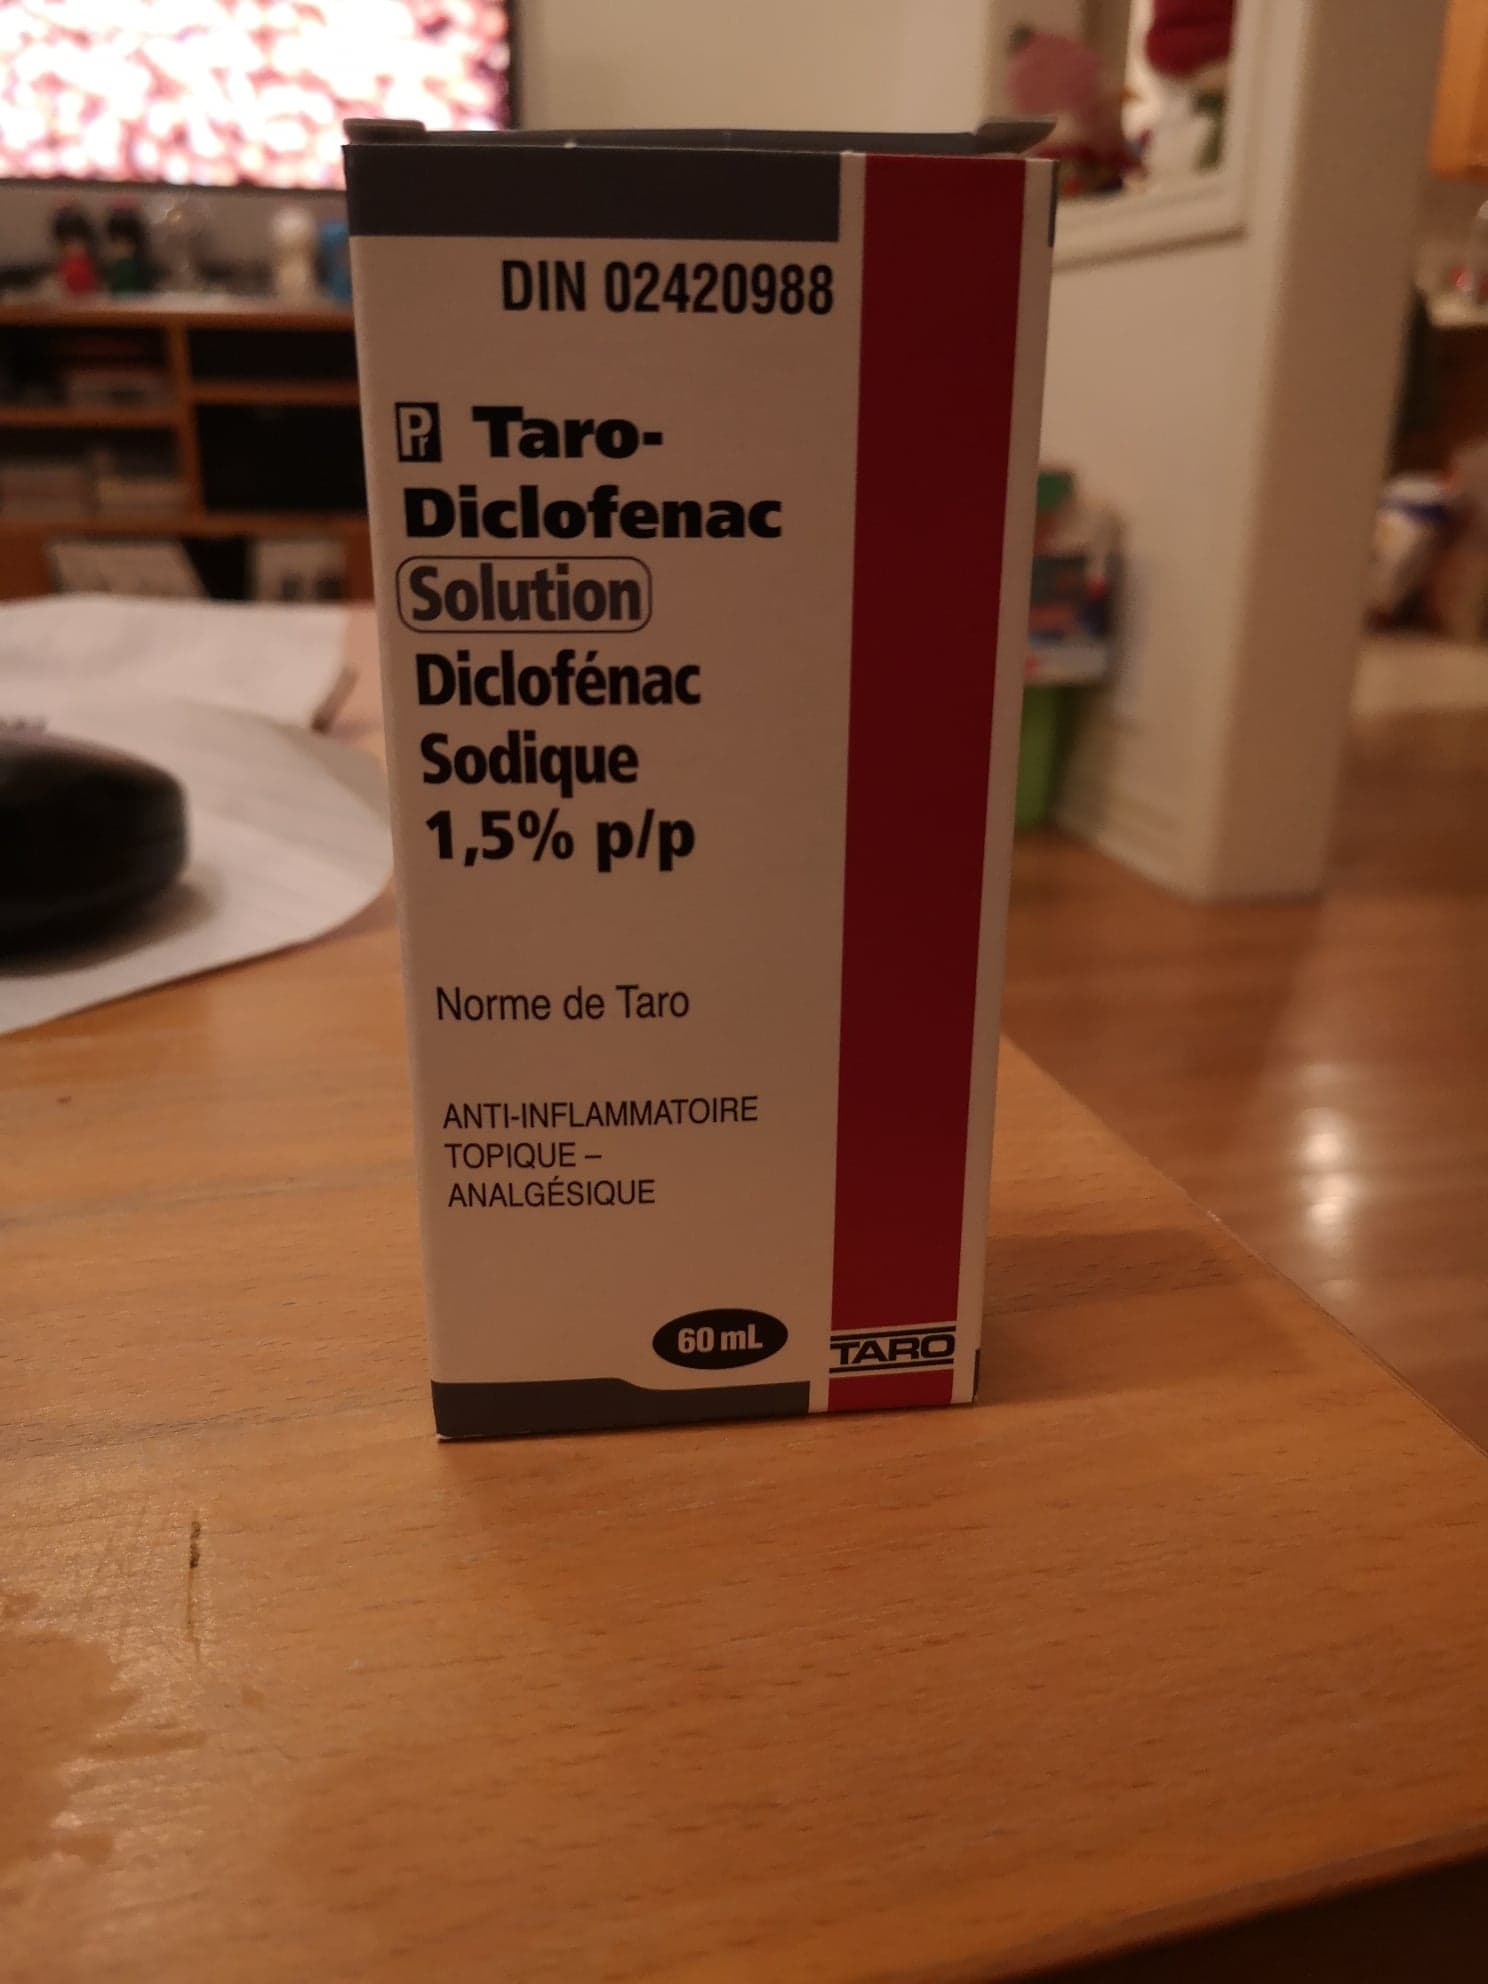 DIN 02420988
Pr Taro-
Diclofenac
Solution
Diclofénac
Sodique
1,5% p/p
Norme de Taro
ANTI-INFLAMMATOIRE
TOPIQUE –
ANALGÉSIQUE
60 mL
TARO